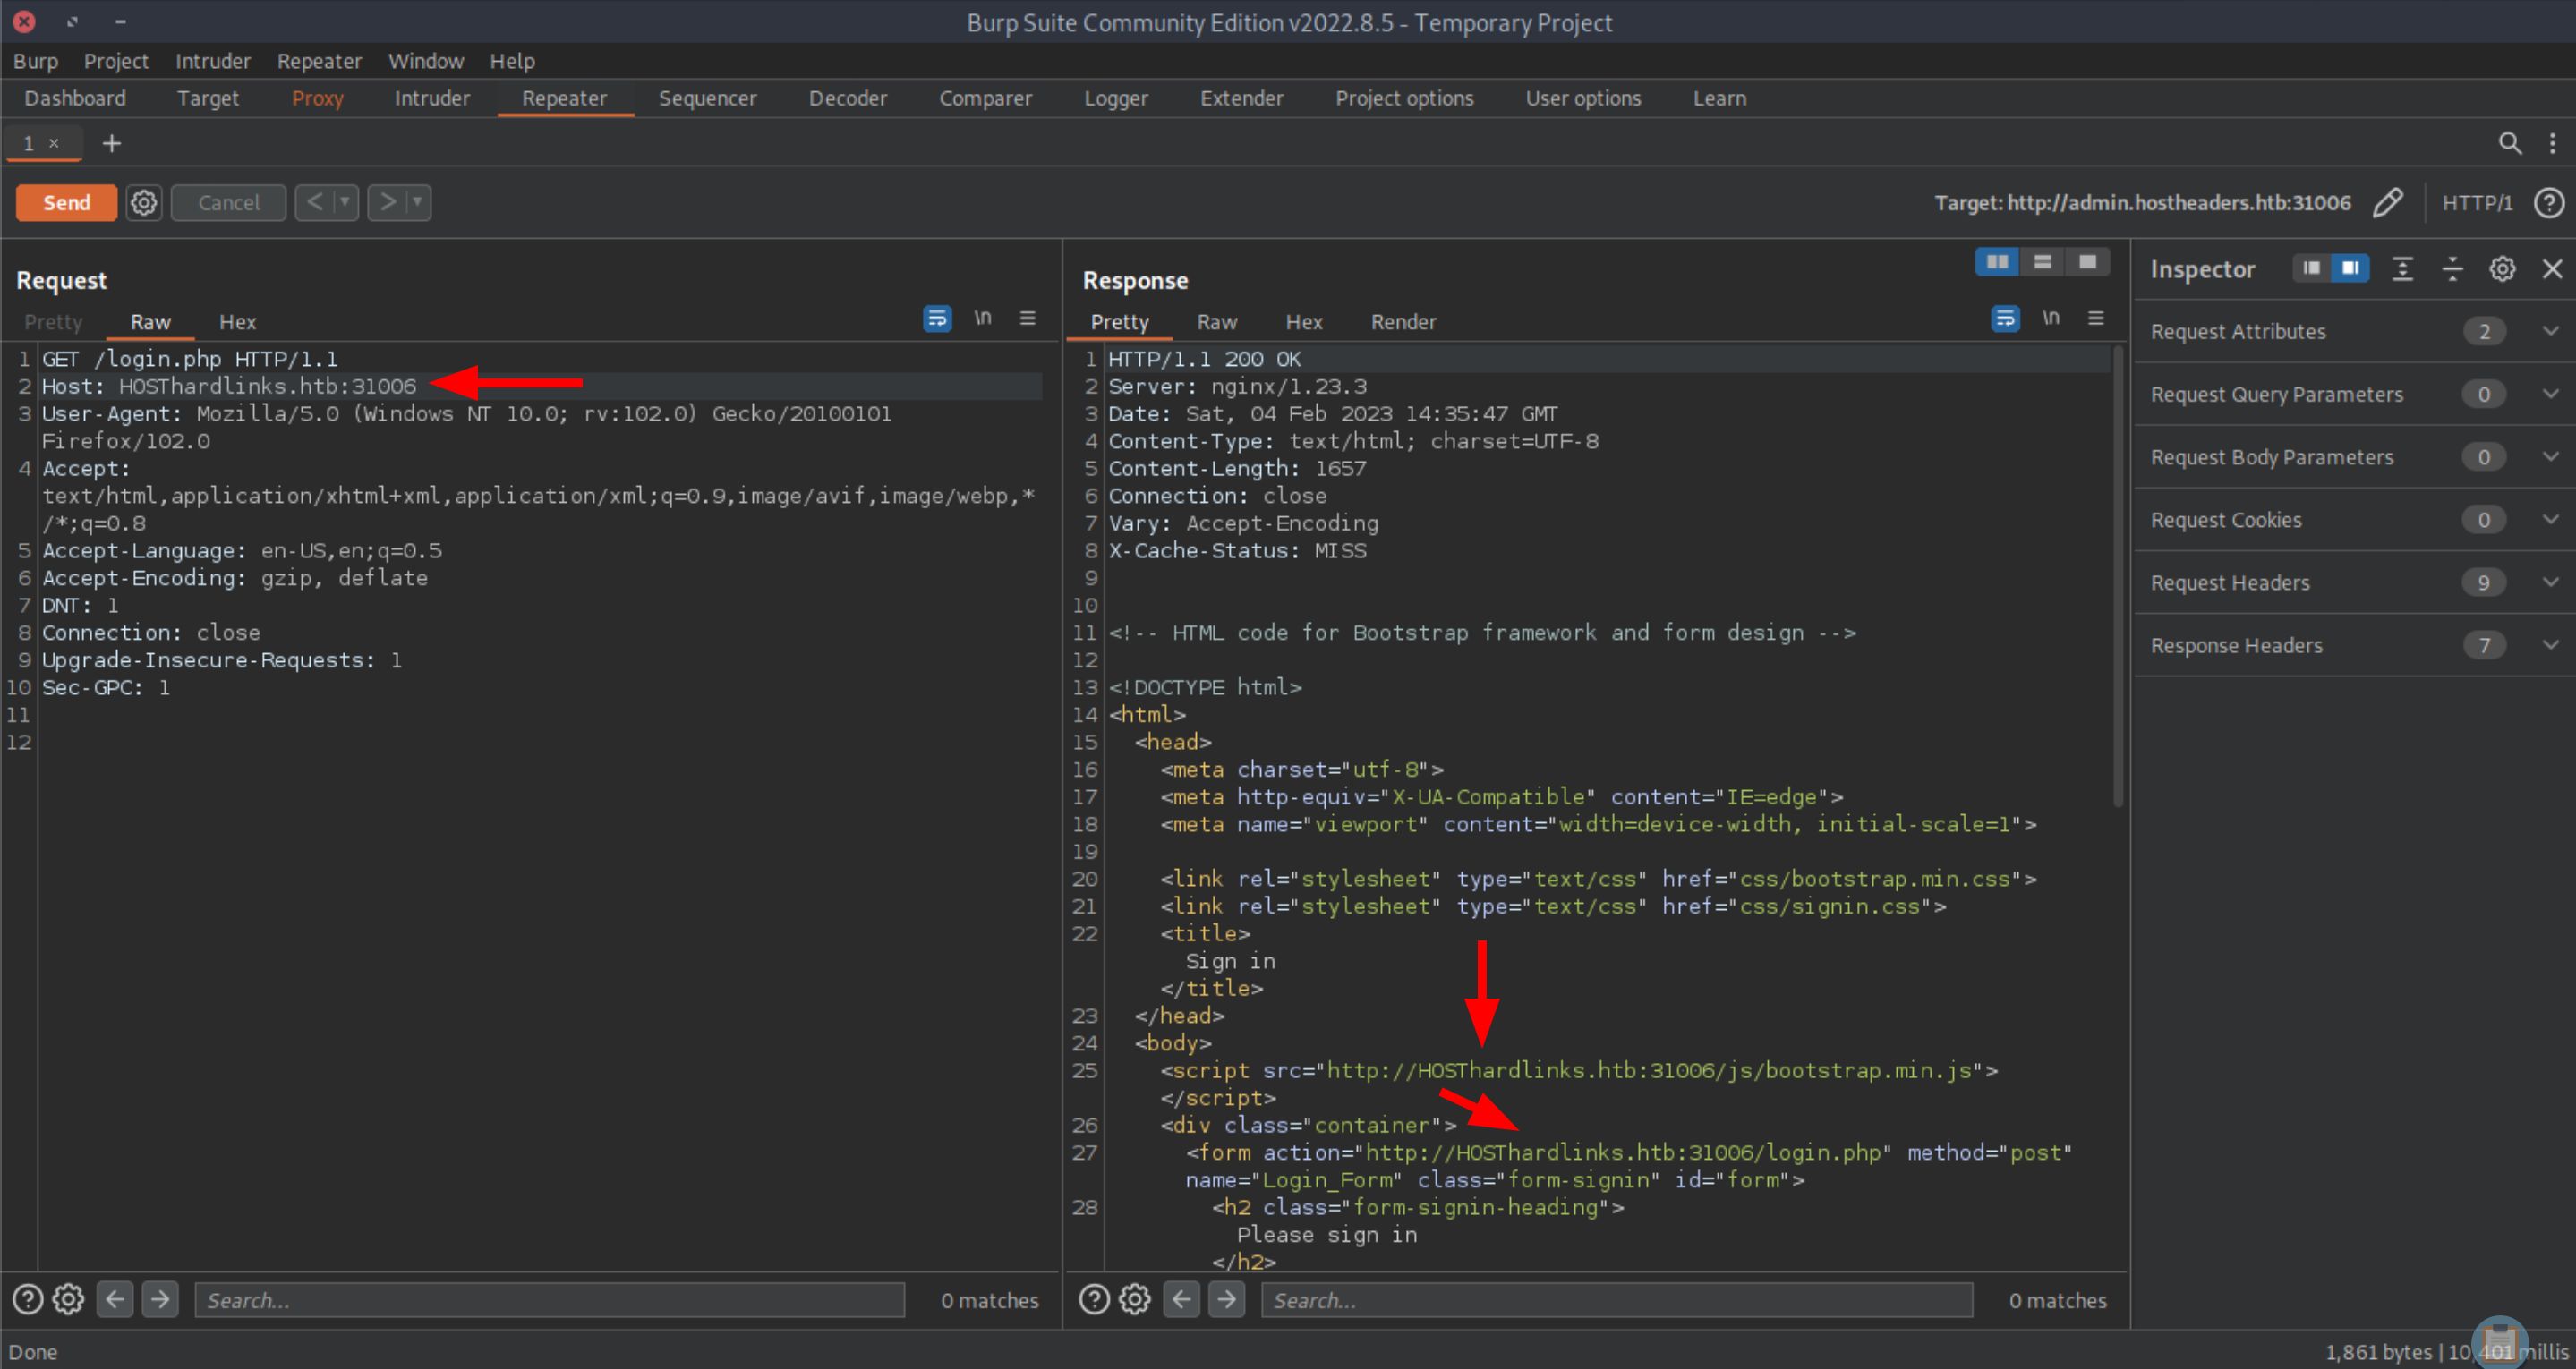 Burp Suite Community Edition v2022.8.5 - Temporary Project
Burp Project Intruder Repeater Window Help
Dashboard Target Proxy Intruder Repeater Sequencer Decoder Comparer Logger Extender Project options User options Learn
1 × +
Send Cancel < > Target: http://admin.hostheaders.htb:31006 HTTP/1 ?
Request
Pretty Raw Hex \n
1 GET /login.php HTTP/1.1
2 Host: HOSThardlinks.htb:31006
3 User-Agent: Mozilla/5.0 (Windows NT 10.0; rv:102.0) Gecko/20100101
Firefox/102.0
4 Accept:
text/html,application/xhtml+xml,application/xml;q=0.9,image/avif,image/webp,*
/*;q=0.8
5 Accept-Language: en-US,en;q=0.5
6 Accept-Encoding: gzip, deflate
7 DNT: 1
8 Connection: close
9 Upgrade-Insecure-Requests: 1
10 Sec-GPC: 1
11
12
? Search... 0 matches
Response
Pretty Raw Hex Render \n
1 HTTP/1.1 200 OK
2 Server: nginx/1.23.3
3 Date: Sat, 04 Feb 2023 14:35:47 GMT
4 Content-Type: text/html; charset=UTF-8
5 Content-Length: 1657
6 Connection: close
7 Vary: Accept-Encoding
8 X-Cache-Status: MISS
9
10
11 <!-- HTML code for Bootstrap framework and form design -->
12
13 <!DOCTYPE html>
14 <html>
15 <head>
16 <meta charset="utf-8">
17 <meta http-equiv="X-UA-Compatible" content="IE=edge">
18 <meta name="viewport" content="width=device-width, initial-scale=1">
19
20 <link rel="stylesheet" type="text/css" href="css/bootstrap.min.css">
21 <link rel="stylesheet" type="text/css" href="css/signin.css">
22 <title>
Sign in
</title>
23 </head>
24 <body>
25 <script src="http://HOSThardlinks.htb:31006/js/bootstrap.min.js">
</script>
26 <div class="container">
27 <form action="http://HOSThardlinks.htb:31006/login.php" method="post"
name="Login_Form" class="form-signin" id="form">
28 <h2 class="form-signin-heading">
Please sign in
</h2>
? Search... 0 matches
Inspector
Request Attributes 2
Request Query Parameters 0
Request Body Parameters 0
Request Cookies 0
Request Headers 9
Response Headers 7
Done
1,861 bytes | 10,401 millis